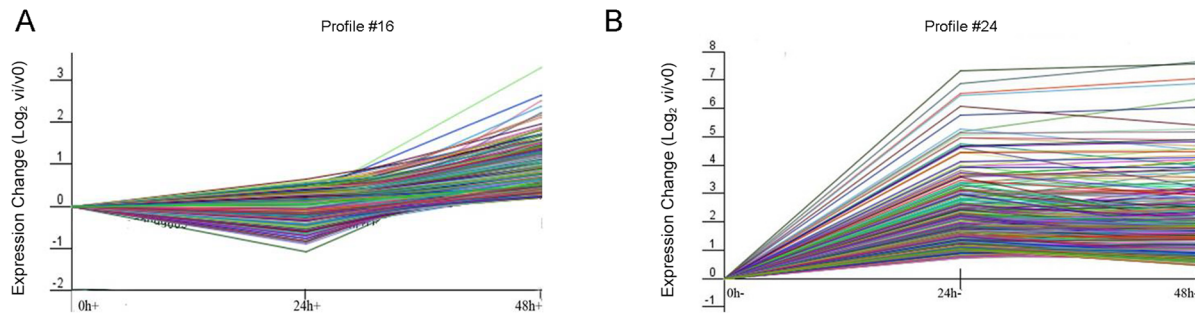 A
Profile #16
Expression Change (Log₂ vi/v0)
3
2
1
0
-1
-2
0h+
24h+
48h+
B
Profile #24
Expression Change (Log₂ vi/v0)
8
7
6
5
4
3
2
1
0
-1
0h-
24h-
48h-